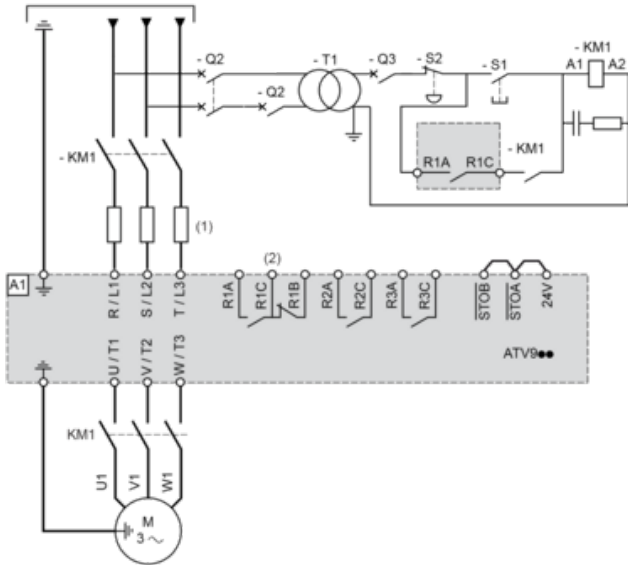 - Q2
- T1
- Q3
- S2
- S1
- KM1
A1
A2
- Q2
- KM1
R1A
R1C
- KM1
(1)
(2)
A1
R / L1
S / L2
T / L3
R1A
R1C
R1B
R2A
R2C
R3A
R3C
STOB
STOA
24V
U / T1
V / T2
W / T3
ATV9●●
KM1
U1
V1
W1
M
3 ~